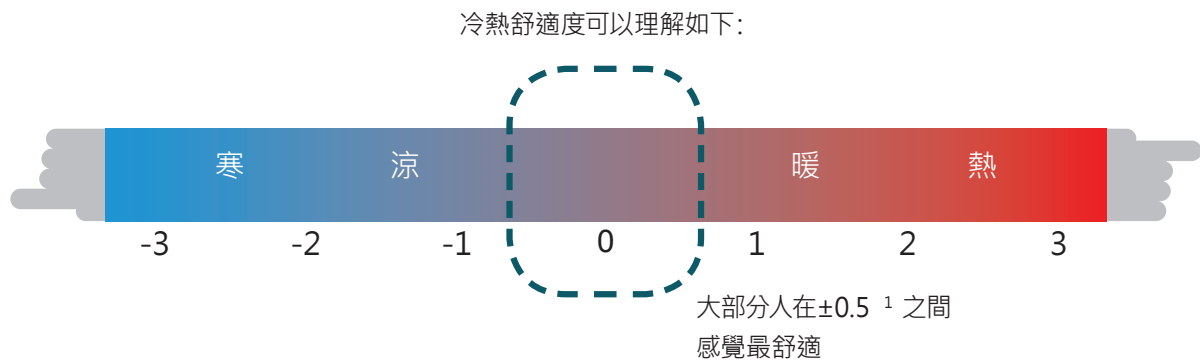 冷熱舒適度可以理解如下:
寒 涼 暖 熱
-3 -2 -1 0 1 2 3
大部分人在±0.5 ¹ 之間
感覺最舒適